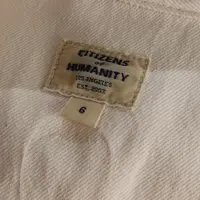 CITIZENS
of
HUMANITY
LOS ANGELES
EST. 2003
6